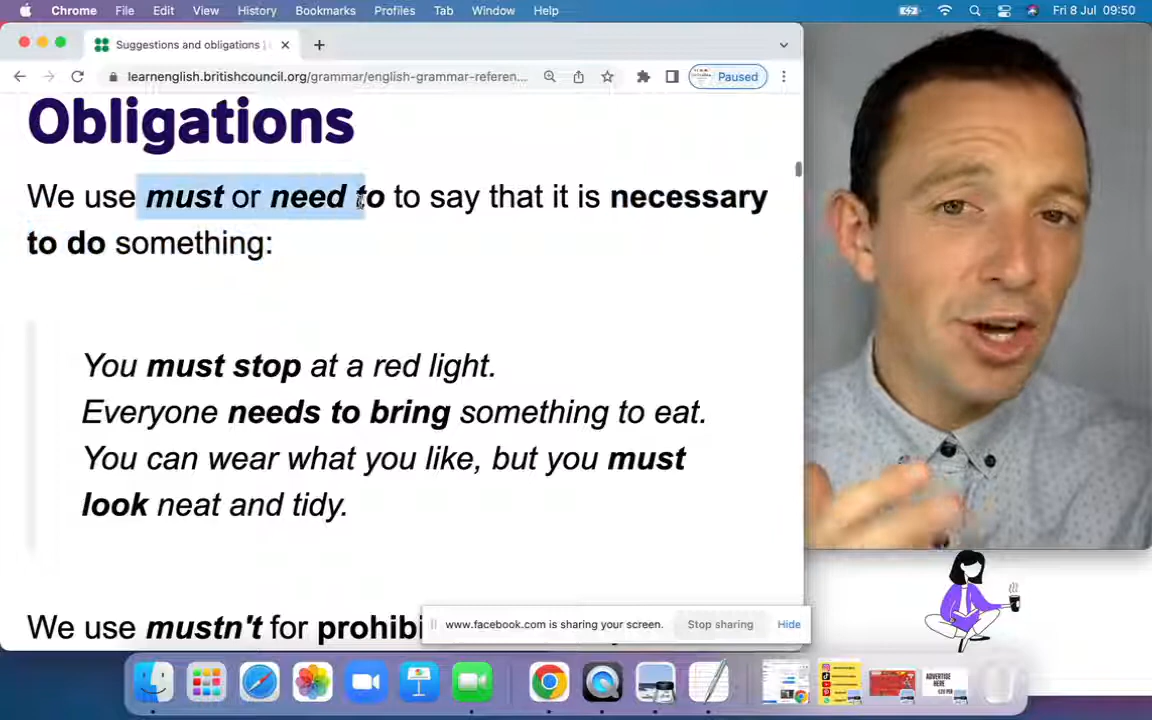 Chrome File Edit View History Bookmarks Profiles Tab Window Help Fri 8 Jul 09:50
Suggestions and obligations |
learnenglish.britishcouncil.org/grammar/english-grammar-referen... Paused
Obligations
We use must or need to to say that it is necessary
to do something:
You must stop at a red light.
Everyone needs to bring something to eat.
You can wear what you like, but you must
look neat and tidy.
We use mustn't for
www.facebook.com is sharing your screen. Stop sharing Hide
ADVERTISE
HERE